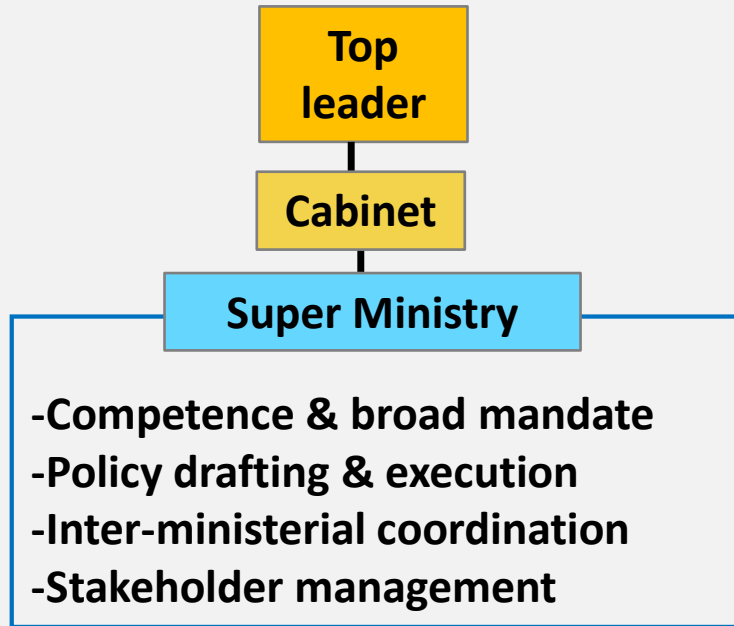 Top
leader
Cabinet
Super Ministry
-Competence & broad mandate
-Policy drafting & execution
-Inter-ministerial coordination
-Stakeholder management